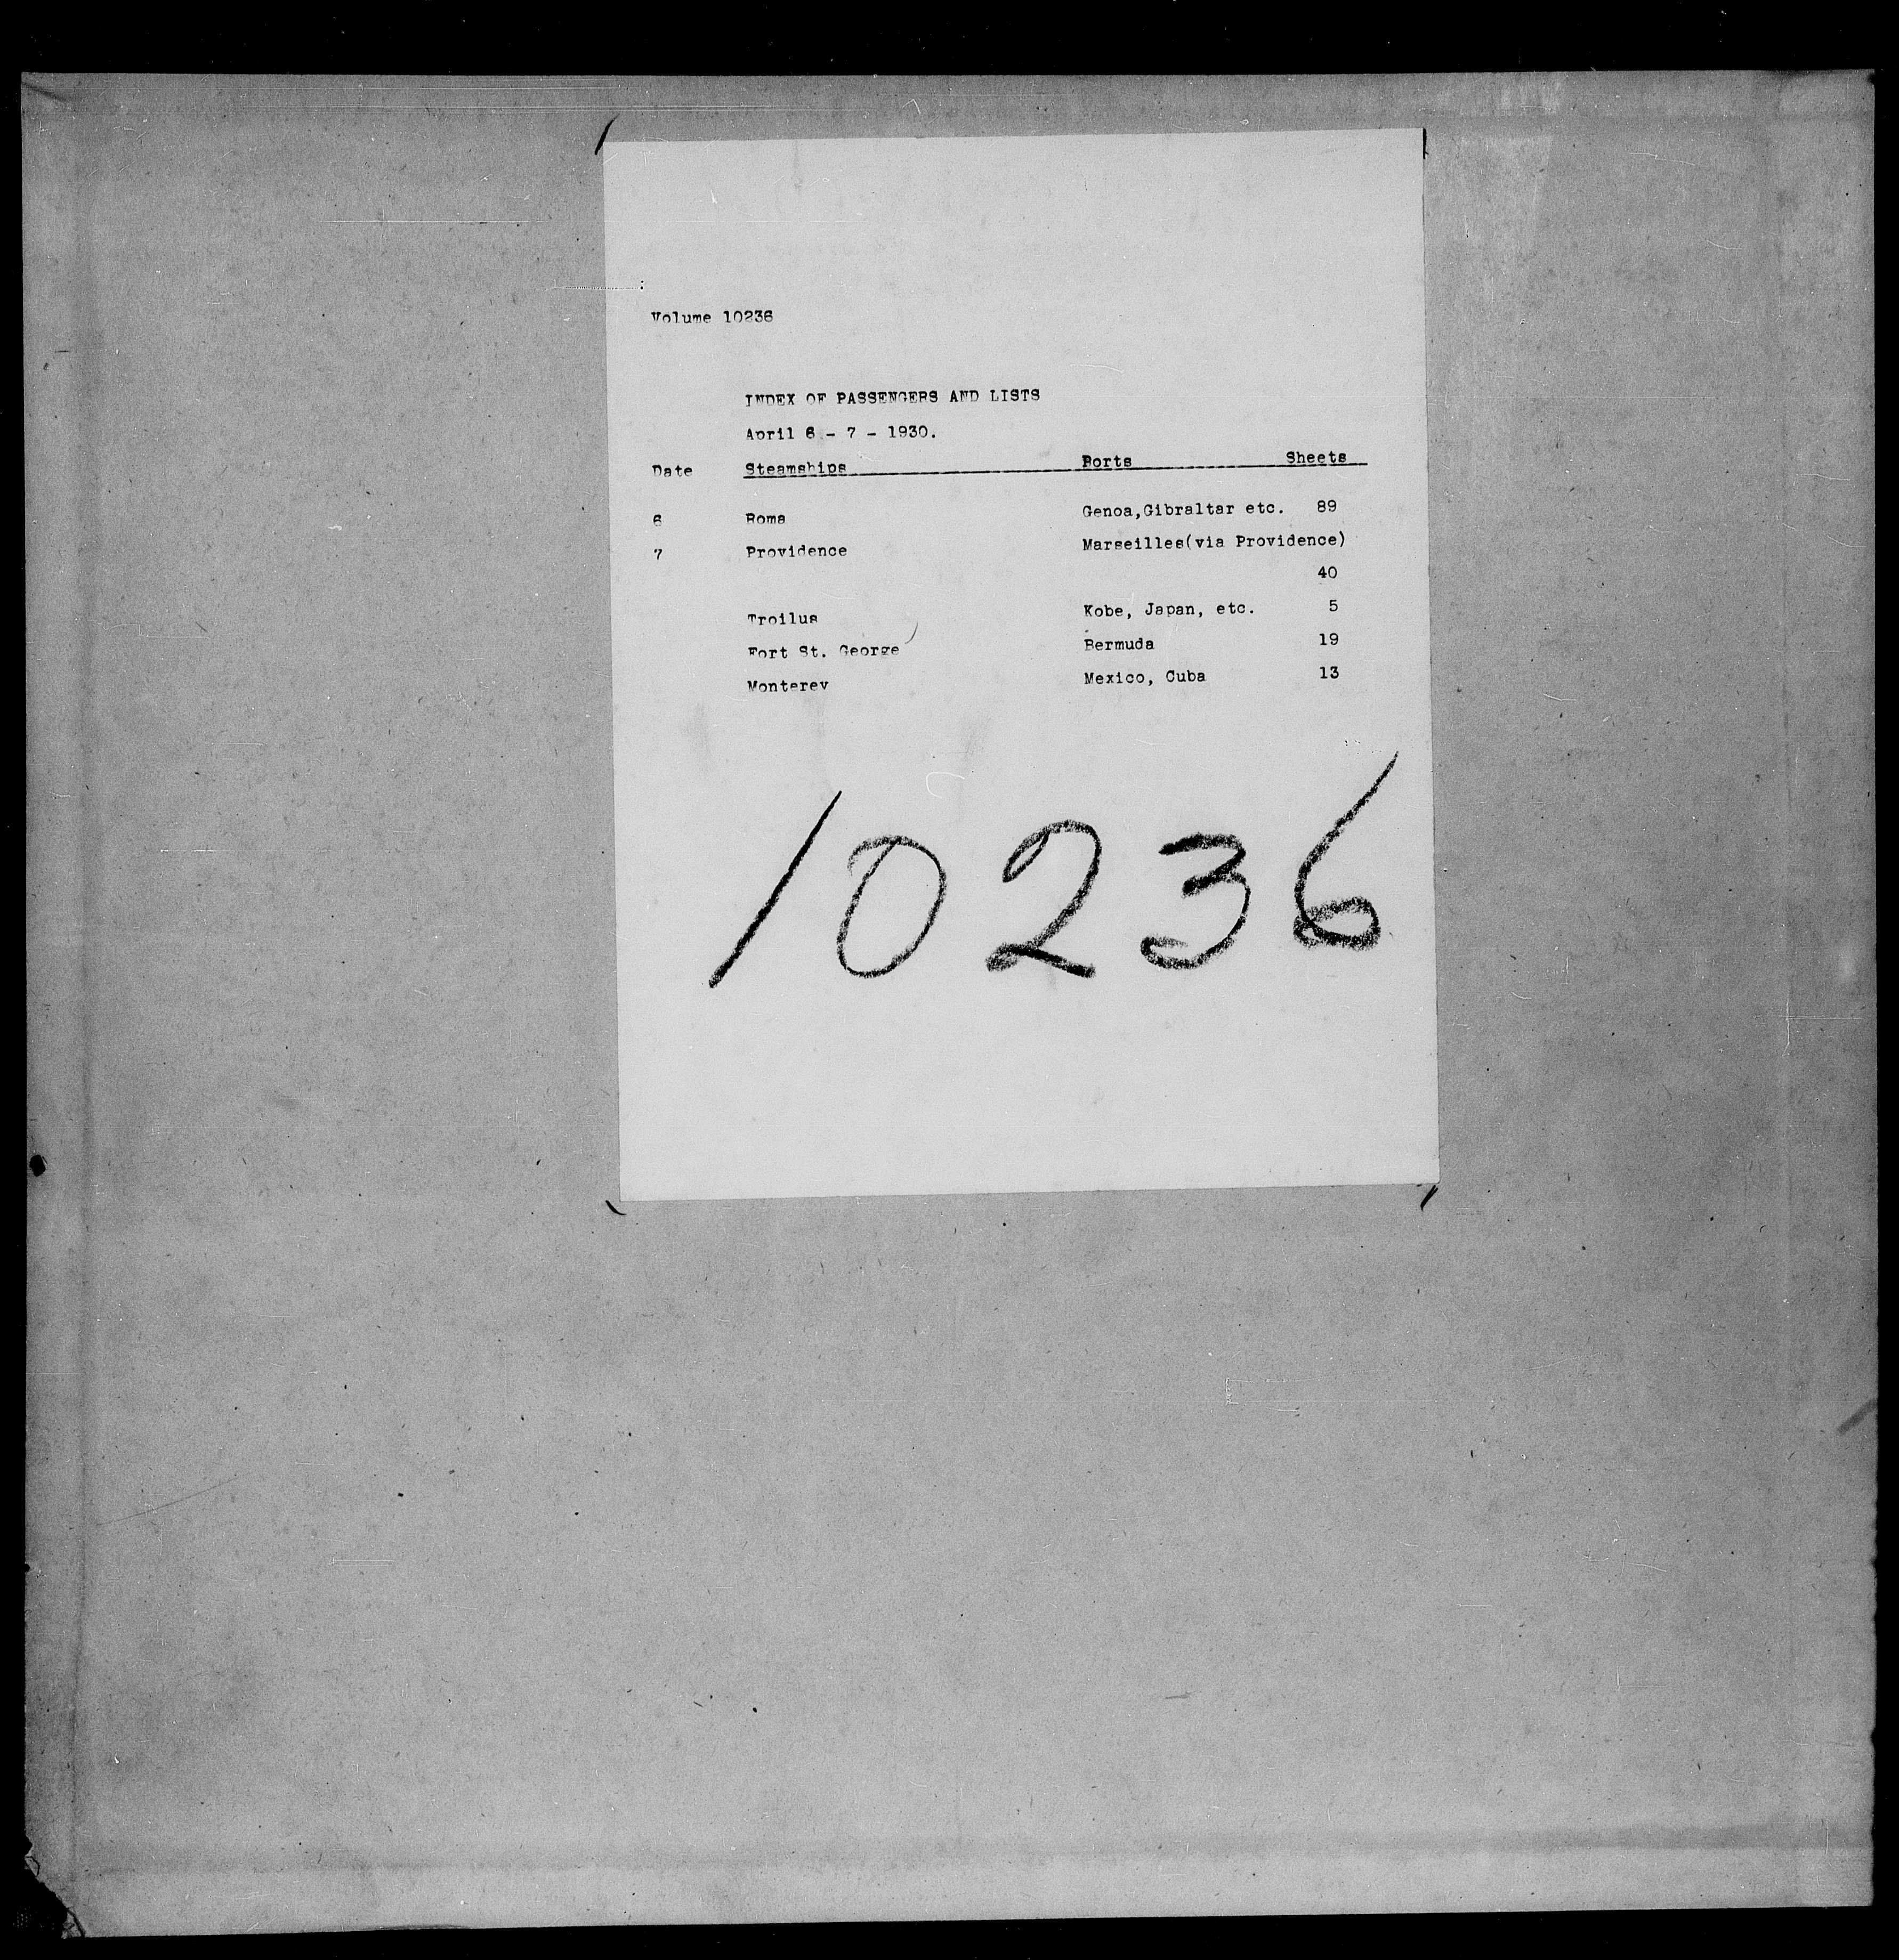 Volume 10236
INDEX OF PASSENGERS AND LISTS
April 6 - 7 - 1930.
Date Steamships Ports Sheets
6 Roma Genoa,Gibraltar etc. 89
7 Providence Marseilles(via Providence)
40
Troilus Kobe, Japan, etc. 5
Fort St. George Bermuda 19
Monterey Mexico, Cuba 13
10236